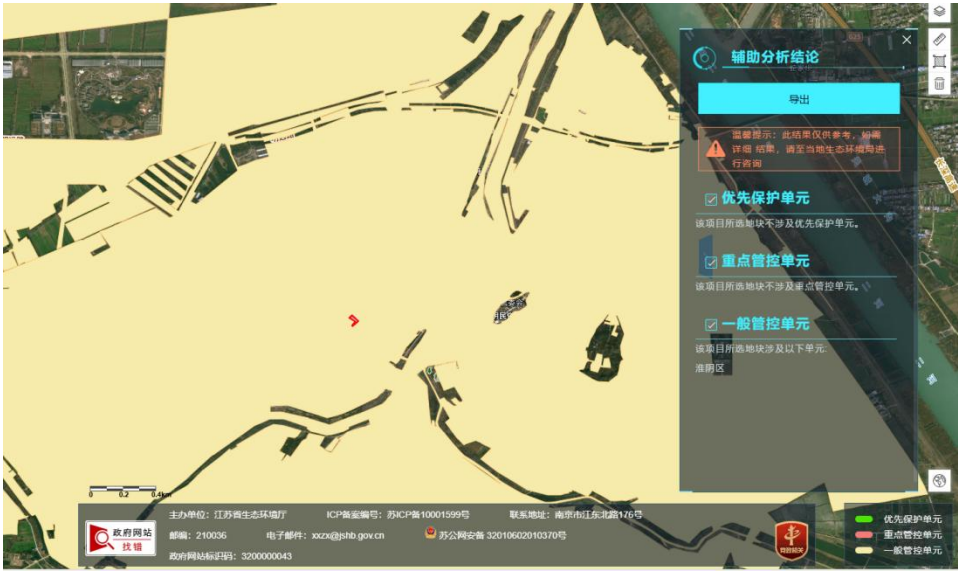 辅助分析结论
导出
温馨提示：此结果仅供参考，如需
详细 结果，请至当地生态环境局进
行咨询
优先保护单元
该项目所选地块不涉及优先保护单元。
重点管控单元
该项目所选地块不涉及重点管控单元。
一般管控单元
该项目所选地块涉及以下单元:
淮阴区
0 0.2 0.4km
主办单位：江苏省生态环境厅 ICP备案编号：苏ICP备10001599号 联系地址：南京市江东北路176号
政府网站
找错
邮编：210036 电子邮件：xxzx@jshb.gov.cn 苏公网安备 32010602010370号
政府网站标识码：3200000043
党政机关
优先保护单元
重点管控单元
一般管控单元